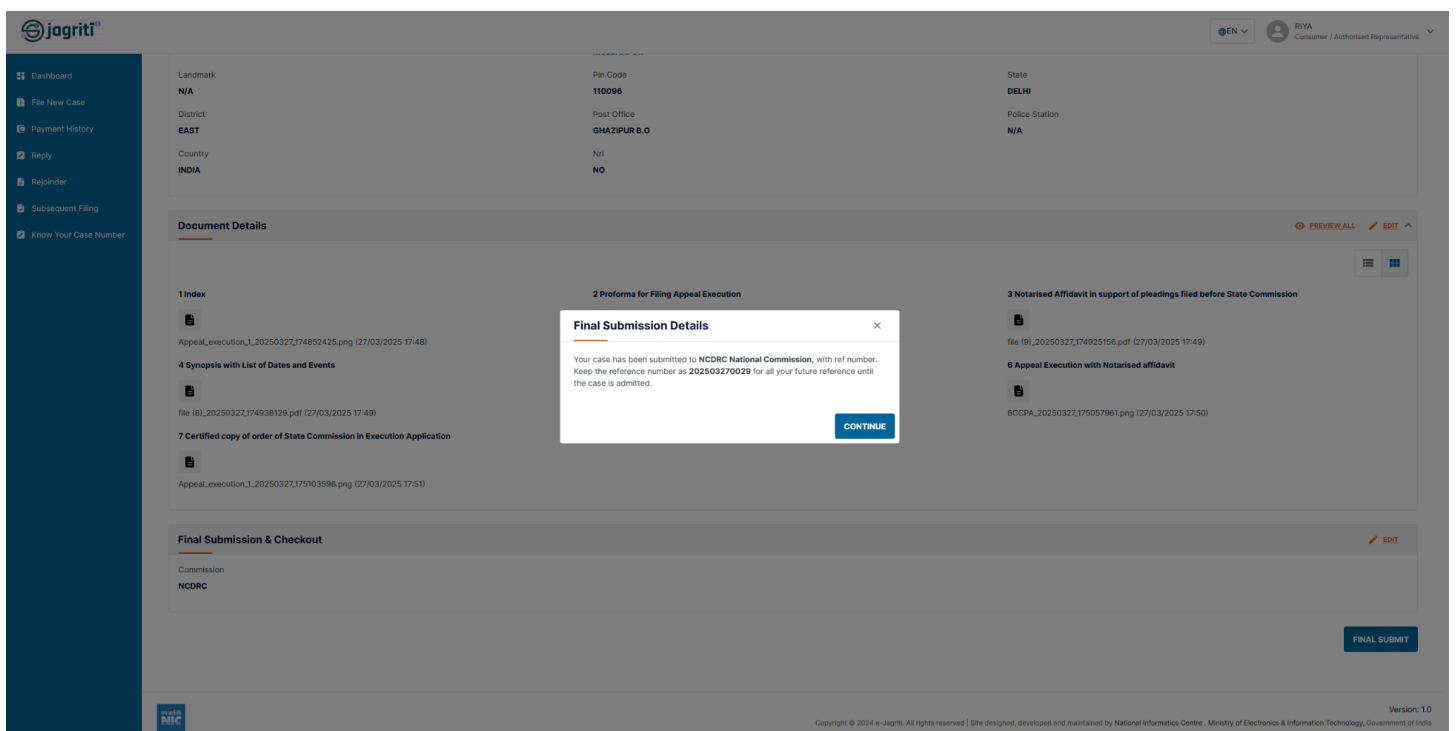 jagriti
EN
RIYA
Consumer / Authorised Representative
Dashboard
File New Case
Payment History
Reply
Rejoinder
Subsequent Filing
Know Your Case Number
Landmark Pin Code State
N/A 110096 DELHI
District Post Office Police Station
EAST GHAZIPUR B.O N/A
Country Nri
INDIA NO
Document Details PREVIEW ALL EDIT
1 Index 2 Proforma for Filing Appeal Execution 3 Notarised Affidavit in support of pleadings filed before State Commission
Appeal_execution_1_20250327_174852425.png (27/03/2025 17:48) file (9)_20250327_174925156.pdf (27/03/2025 17:49)
4 Synopsis with List of Dates and Events 6 Appeal Execution with Notarised affidavit
file (8)_20250327_174938129.pdf (27/03/2025 17:49) 6CCPA_20250327_175057961.png (27/03/2025 17:50)
7 Certified copy of order of State Commission in Execution Application
Appeal_execution_1_20250327_175103596.png (27/03/2025 17:51)
Final Submission Details
Your case has been submitted to NCDRC National Commission, with ref number.
Keep the reference number as 202503270029 for all your future reference until
the case is admitted.
CONTINUE
Final Submission & Checkout EDIT
Commission
NCDRC
FINAL SUBMIT
NIC
Version: 1.0
Copyright © 2024 e-Jagriti. All rights reserved | Site designed, developed and maintained by National Informatics Centre , Ministry of Electronics & Information Technology, Government of India